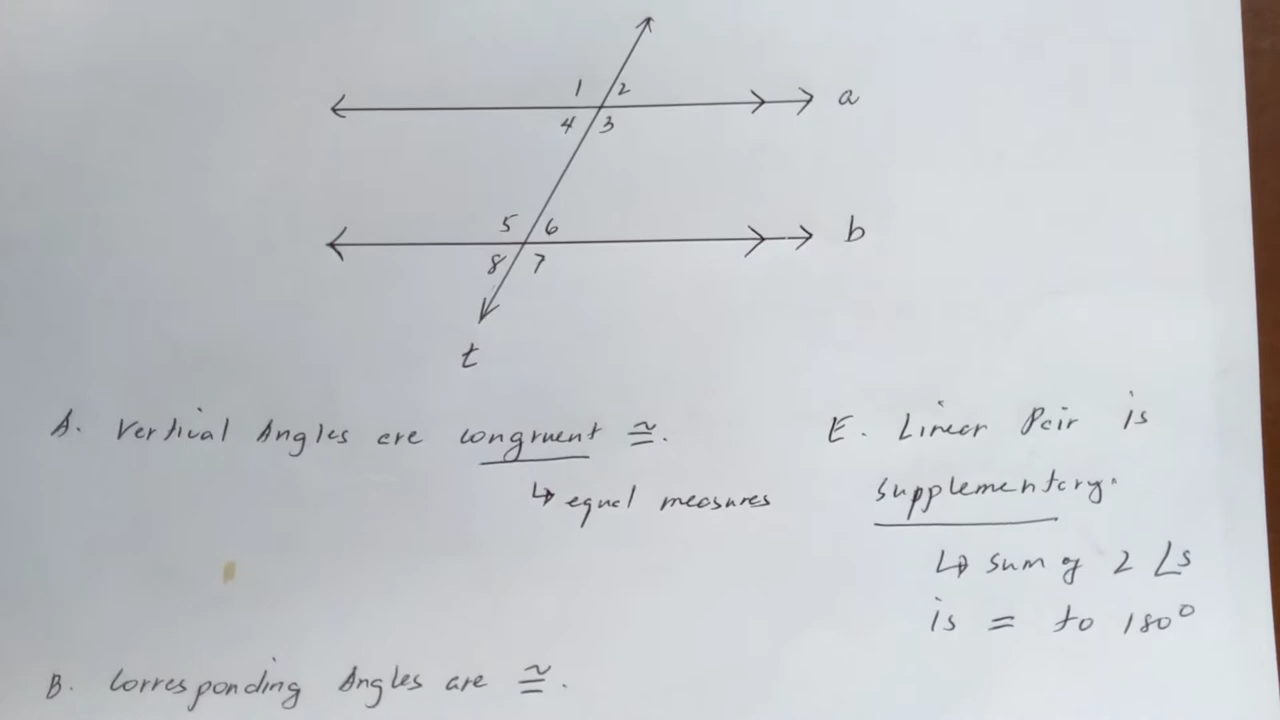 1 2
a
4 3
5 6
b
8 7
t
A. Vertical Angles are congruent ≅.
↳ equal measures
E. Linear Pair is
supplementary.
↳ sum of 2 ∠s
is = to 180°
B. Corresponding Angles are ≅.